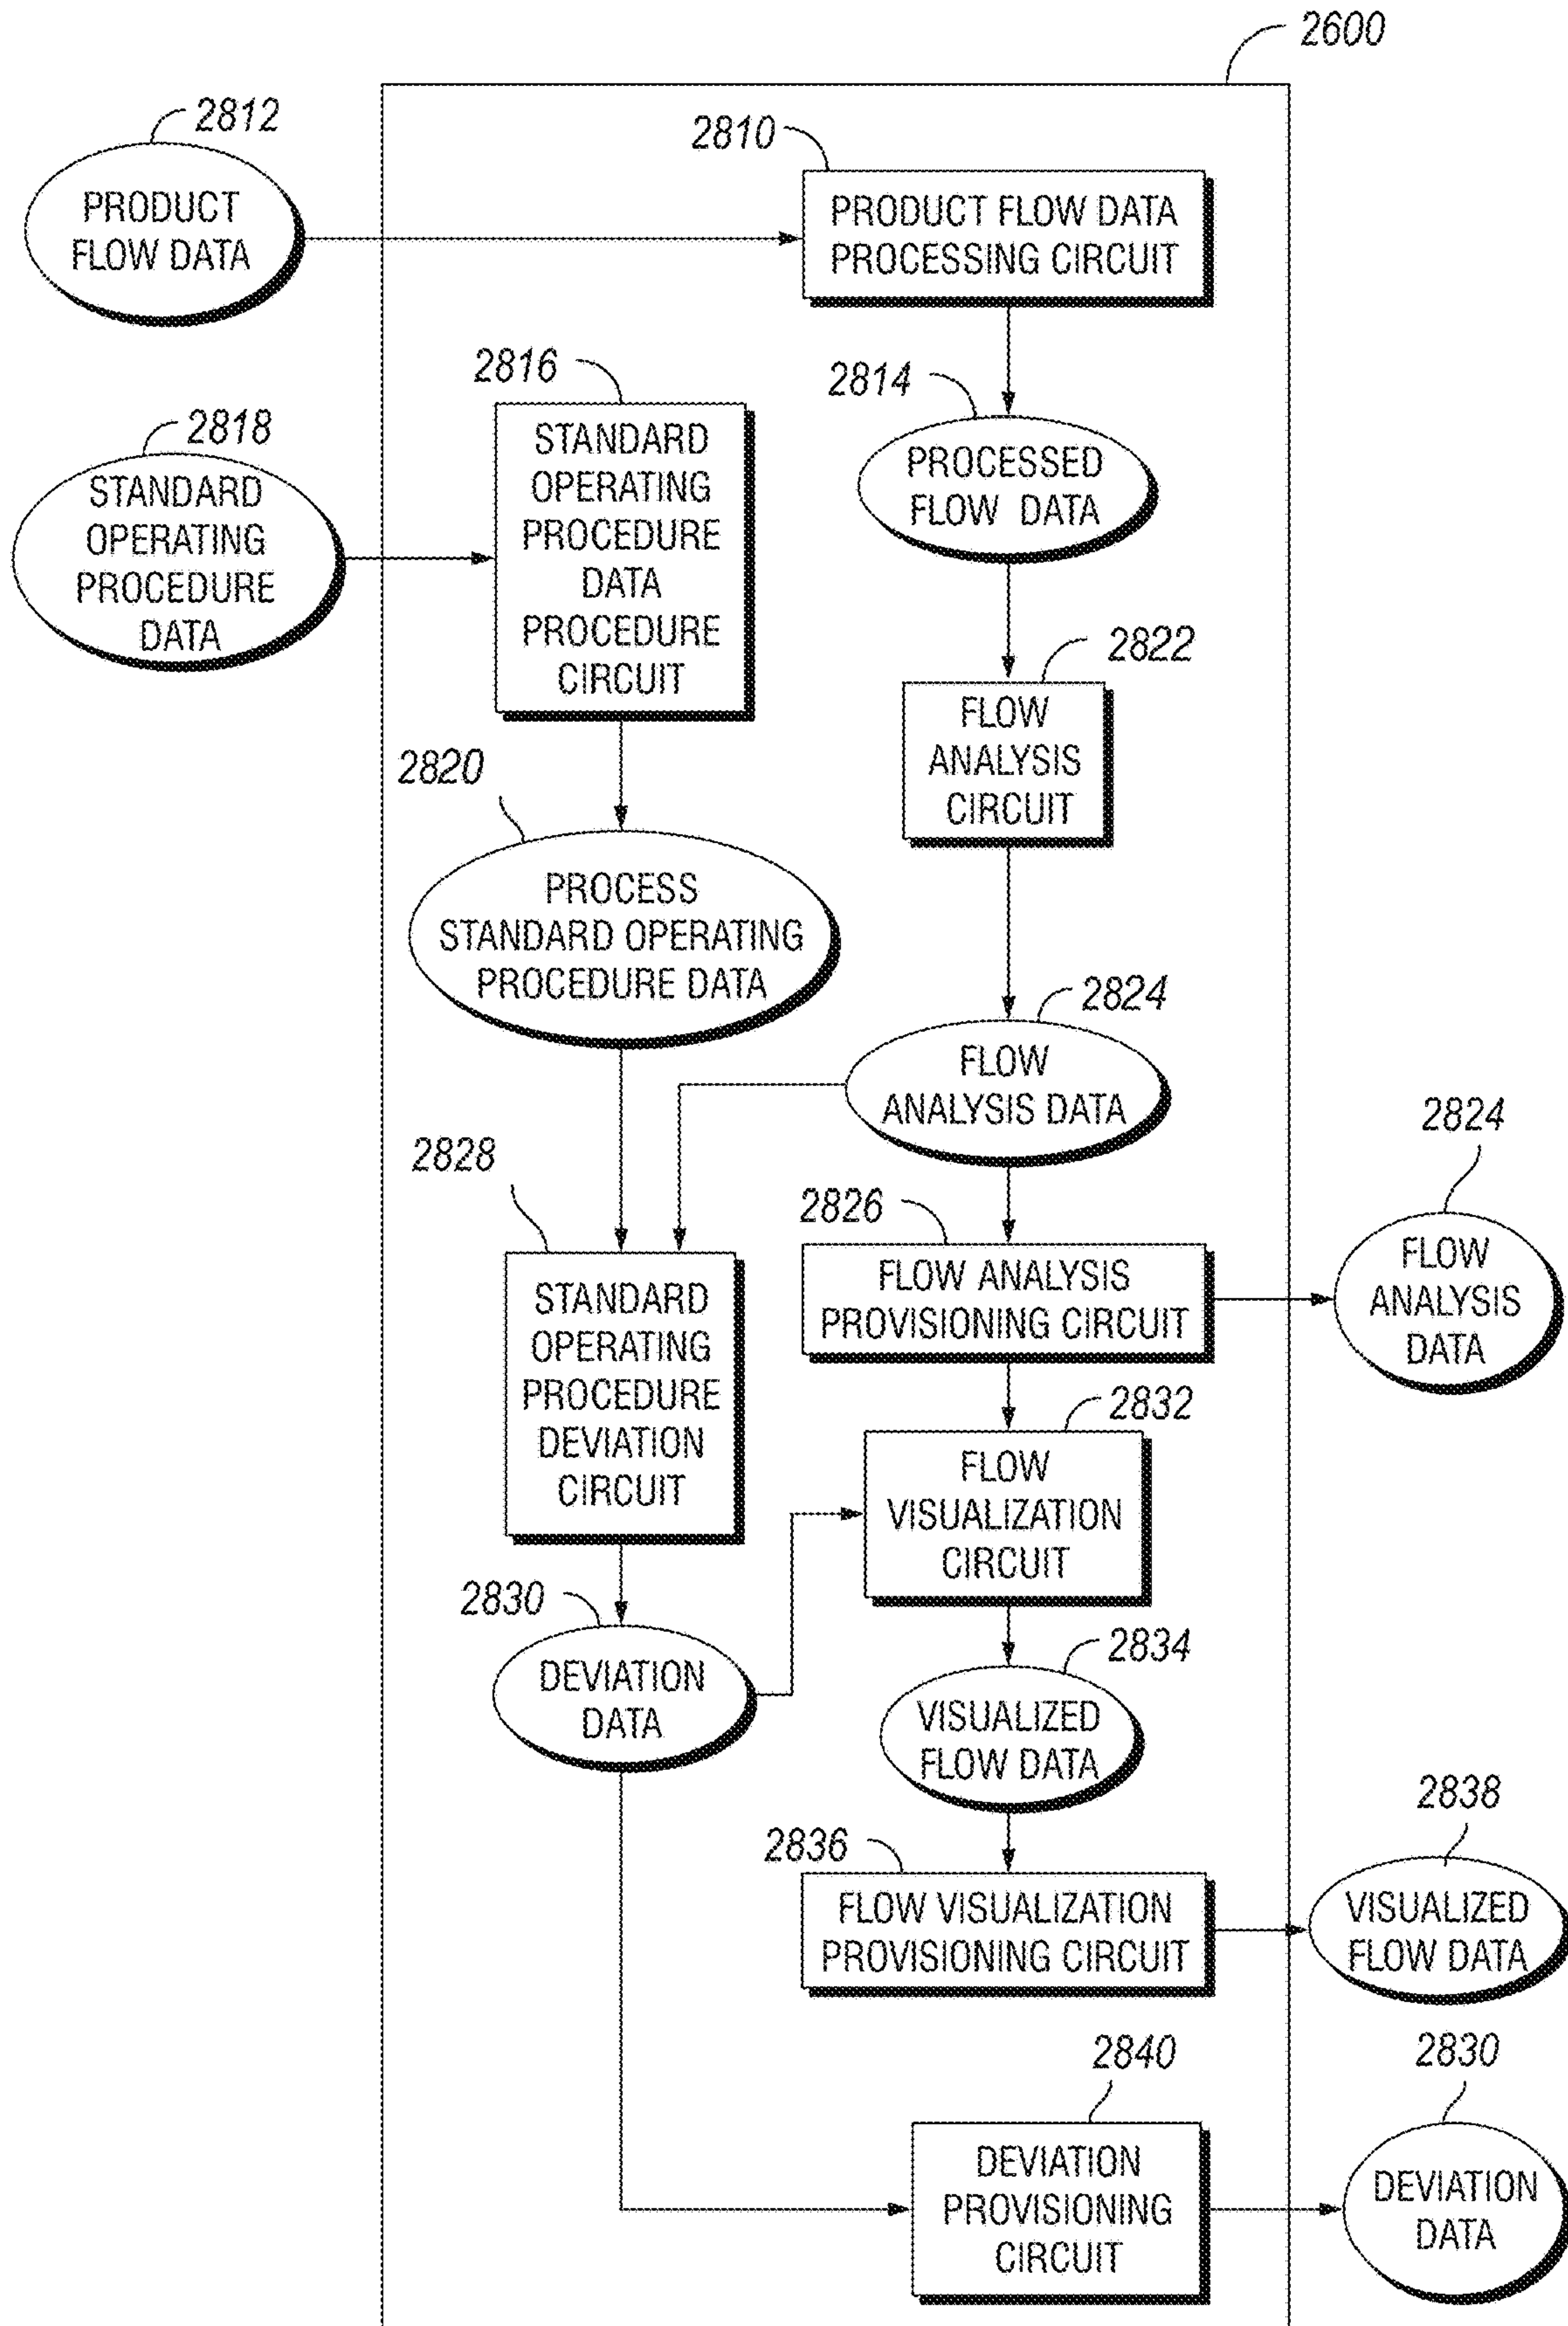 2600
2812
PRODUCT
FLOW DATA
2810
PRODUCT FLOW DATA
PROCESSING CIRCUIT
2816
STANDARD
OPERATING
PROCEDURE
DATA
PROCEDURE
CIRCUIT
2814
PROCESSED
FLOW DATA
2818
STANDARD
OPERATING
PROCEDURE
DATA
2822
FLOW
ANALYSIS
CIRCUIT
2820
PROCESS
STANDARD OPERATING
PROCEDURE DATA
2824
FLOW
ANALYSIS DATA
2828
STANDARD
OPERATING
PROCEDURE
DEVIATION
CIRCUIT
2826
FLOW ANALYSIS
PROVISIONING CIRCUIT
2824
FLOW
ANALYSIS
DATA
2832
FLOW
VISUALIZATION
CIRCUIT
2830
DEVIATION
DATA
2834
VISUALIZED
FLOW DATA
2836
FLOW VISUALIZATION
PROVISIONING CIRCUIT
2838
VISUALIZED
FLOW DATA
2840
DEVIATION
PROVISIONING
CIRCUIT
2830
DEVIATION
DATA